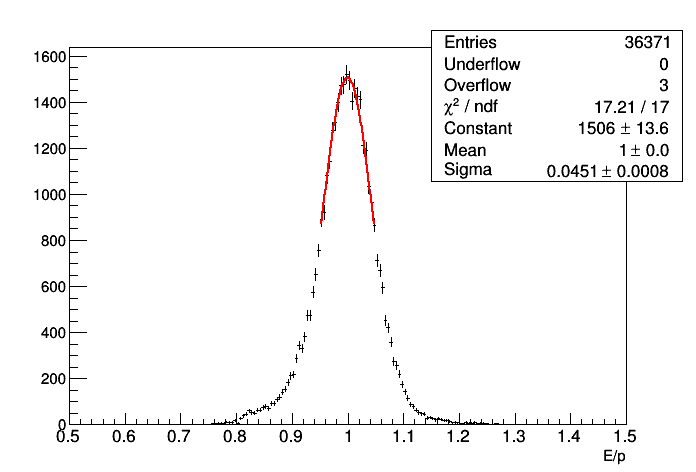 Entries 36371
Underflow 0
Overflow 3
χ² / ndf 17.21 / 17
Constant 1506 ± 13.6
Mean 1 ± 0.0
Sigma 0.0451 ± 0.0008
1600
1400
1200
1000
800
600
400
200
0
0.5 0.6 0.7 0.8 0.9 1 1.1 1.2 1.3 1.4 1.5
E/p